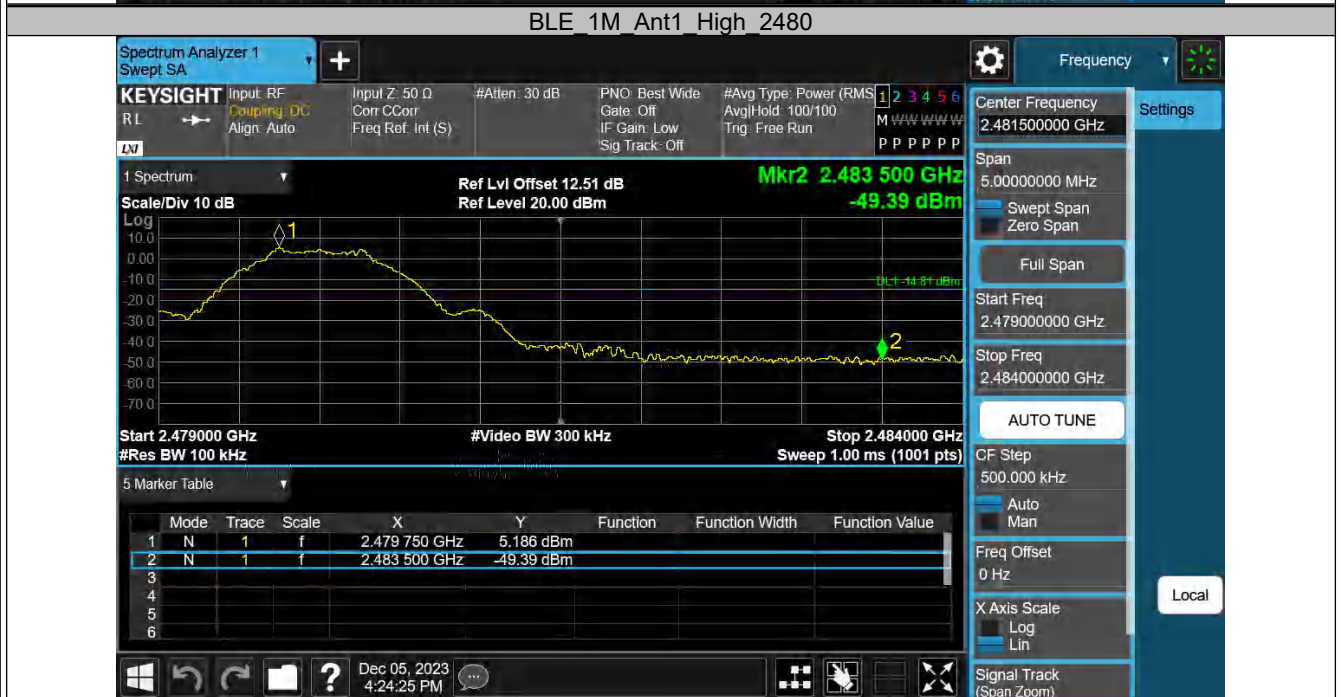 BLE_1M_Ant1_High_2480
Spectrum Analyzer 1
Swept SA
+
Frequency
KEYSIGHT
RL
LXI
Input: RF
Coupling: DC
Align: Auto
Input Z: 50 Ω
Corr CCorr
Freq Ref: Int (S)
#Atten: 30 dB
PNO: Best Wide
Gate: Off
IF Gain: Low
Sig Track: Off
#Avg Type: Power (RMS
Avg|Hold: 100/100
Trig: Free Run
1 2 3 4 5 6
M W W W W W
P P P P P P
Center Frequency
2.481500000 GHz
Settings
Span
5.00000000 MHz
Swept Span
Zero Span
Full Span
Start Freq
2.479000000 GHz
Stop Freq
2.484000000 GHz
AUTO TUNE
CF Step
500.000 kHz
Auto
Man
Freq Offset
0 Hz
X Axis Scale
Log
Lin
Signal Track
(Span Zoom)
Local
1 Spectrum
Scale/Div 10 dB
Ref Lvl Offset 12.51 dB
Ref Level 20.00 dBm
Mkr2 2.483 500 GHz
-49.39 dBm
Log
10.0
0.00
-10.0
-20.0
-30.0
-40.0
-50.0
-60.0
-70.0
1
DL1 -14.81 dBm
2
Start 2.479000 GHz
#Res BW 100 kHz
#Video BW 300 kHz
Stop 2.484000 GHz
Sweep 1.00 ms (1001 pts)
5 Marker Table
Mode Trace Scale X Y Function Function Width Function Value
1 N 1 f 2.479 750 GHz 5.186 dBm
2 N 1 f 2.483 500 GHz -49.39 dBm
3
4
5
6
?
Dec 05, 2023
4:24:25 PM